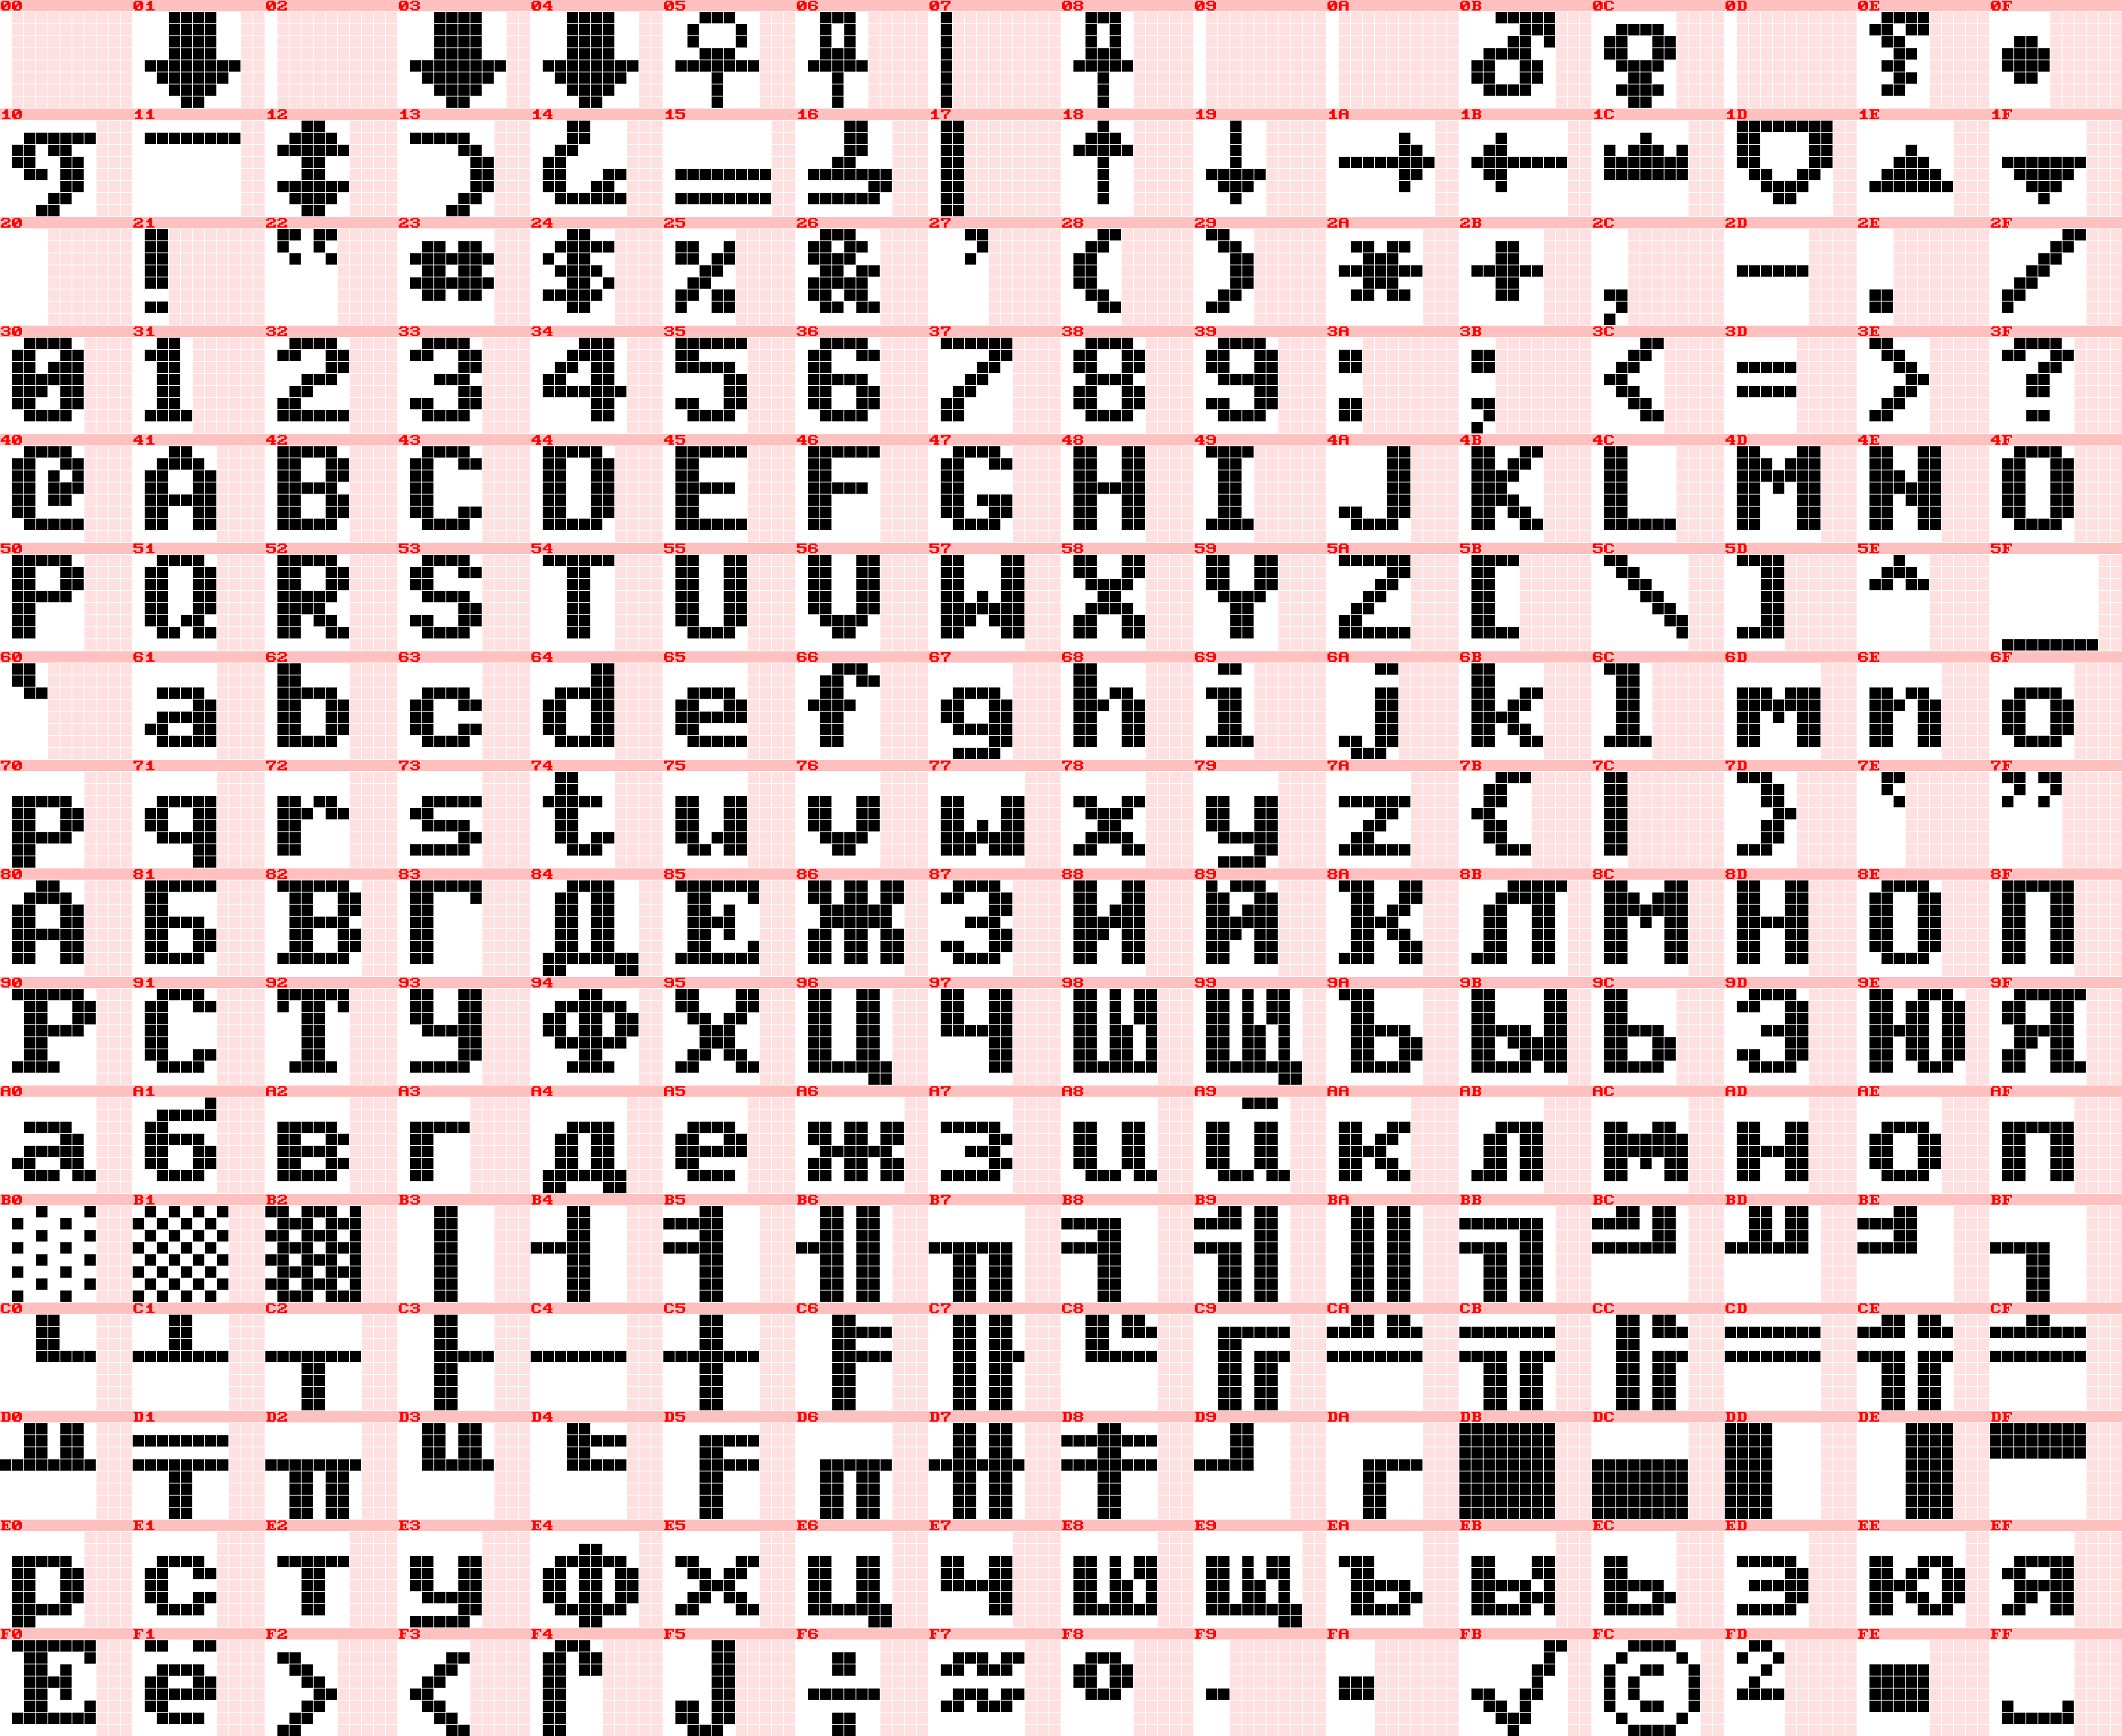 00 01 02 03 04 05 06 07 08 09 0A 0B 0C 0D 0E 0F
10 11 12 13 14 15 16 17 18 19 1A 1B 1C 1D 1E 1F
↑ ↓ → ←
20 21 22 23 24 25 26 27 28 29 2A 2B 2C 2D 2E 2F
! " # $ % & ' ( ) * + , - . /
30 31 32 33 34 35 36 37 38 39 3A 3B 3C 3D 3E 3F
0 1 2 3 4 5 6 7 8 9 : ; < = > ?
40 41 42 43 44 45 46 47 48 49 4A 4B 4C 4D 4E 4F
@ A B C D E F G H I J K L M N O
50 51 52 53 54 55 56 57 58 59 5A 5B 5C 5D 5E 5F
P Q R S T U V W X Y Z [ \ ] ^ _
60 61 62 63 64 65 66 67 68 69 6A 6B 6C 6D 6E 6F
` a b c d e f g h i j k l m n o
70 71 72 73 74 75 76 77 78 79 7A 7B 7C 7D 7E 7F
p q r s t u v w x y z { | } ‘ ”
80 81 82 83 84 85 86 87 88 89 8A 8B 8C 8D 8E 8F
А Б В Г Д Е Ж З И Й К Л М Н О П
90 91 92 93 94 95 96 97 98 99 9A 9B 9C 9D 9E 9F
Р С Т У Ф Х Ц Ч Ш Щ Ъ Ы Ь Э Ю Я
A0 A1 A2 A3 A4 A5 A6 A7 A8 A9 AA AB AC AD AE AF
а б в г д е ж з и й к л м н о п
B0 B1 B2 B3 B4 B5 B6 B7 B8 B9 BA BB BC BD BE BF
░ ▒ ▓ │ ┤ ╡ ╢ ╖ ╕ ╣ ║ ╗ ╝ ╜ ╛ ┐
C0 C1 C2 C3 C4 C5 C6 C7 C8 C9 CA CB CC CD CE CF
└ ┴ ┬ ├ ─ ┼ ╞ ╟ ╚ ╔ ╩ ╦ ╠ ═ ╬ ╧
D0 D1 D2 D3 D4 D5 D6 D7 D8 D9 DA DB DC DD DE DF
╨ ╤ ╥ ╙ ╘ ╒ ╓ ╫ ╪ ┘ ┌ █ ▄ ▌ ▐ ▀
E0 E1 E2 E3 E4 E5 E6 E7 E8 E9 EA EB EC ED EE EF
р с т у ф х ц ч ш щ ъ ы ь э ю я
F0 F1 F2 F3 F4 F5 F6 F7 F8 F9 FA FB FC FD FE FF
Е ё > < ⌠ ⌡ ÷ ≈ ° · • √ © ² ■ ␣